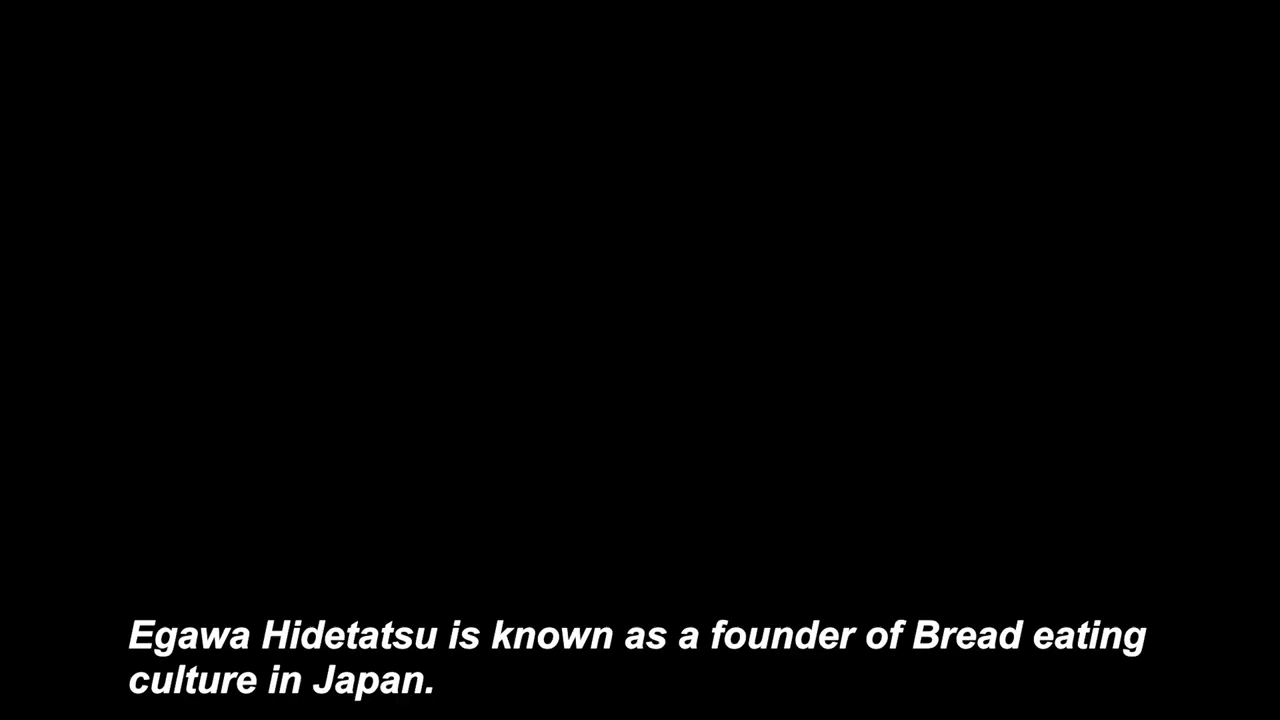 Egawa Hidetatsu is known as a founder of Bread eating
culture in Japan.